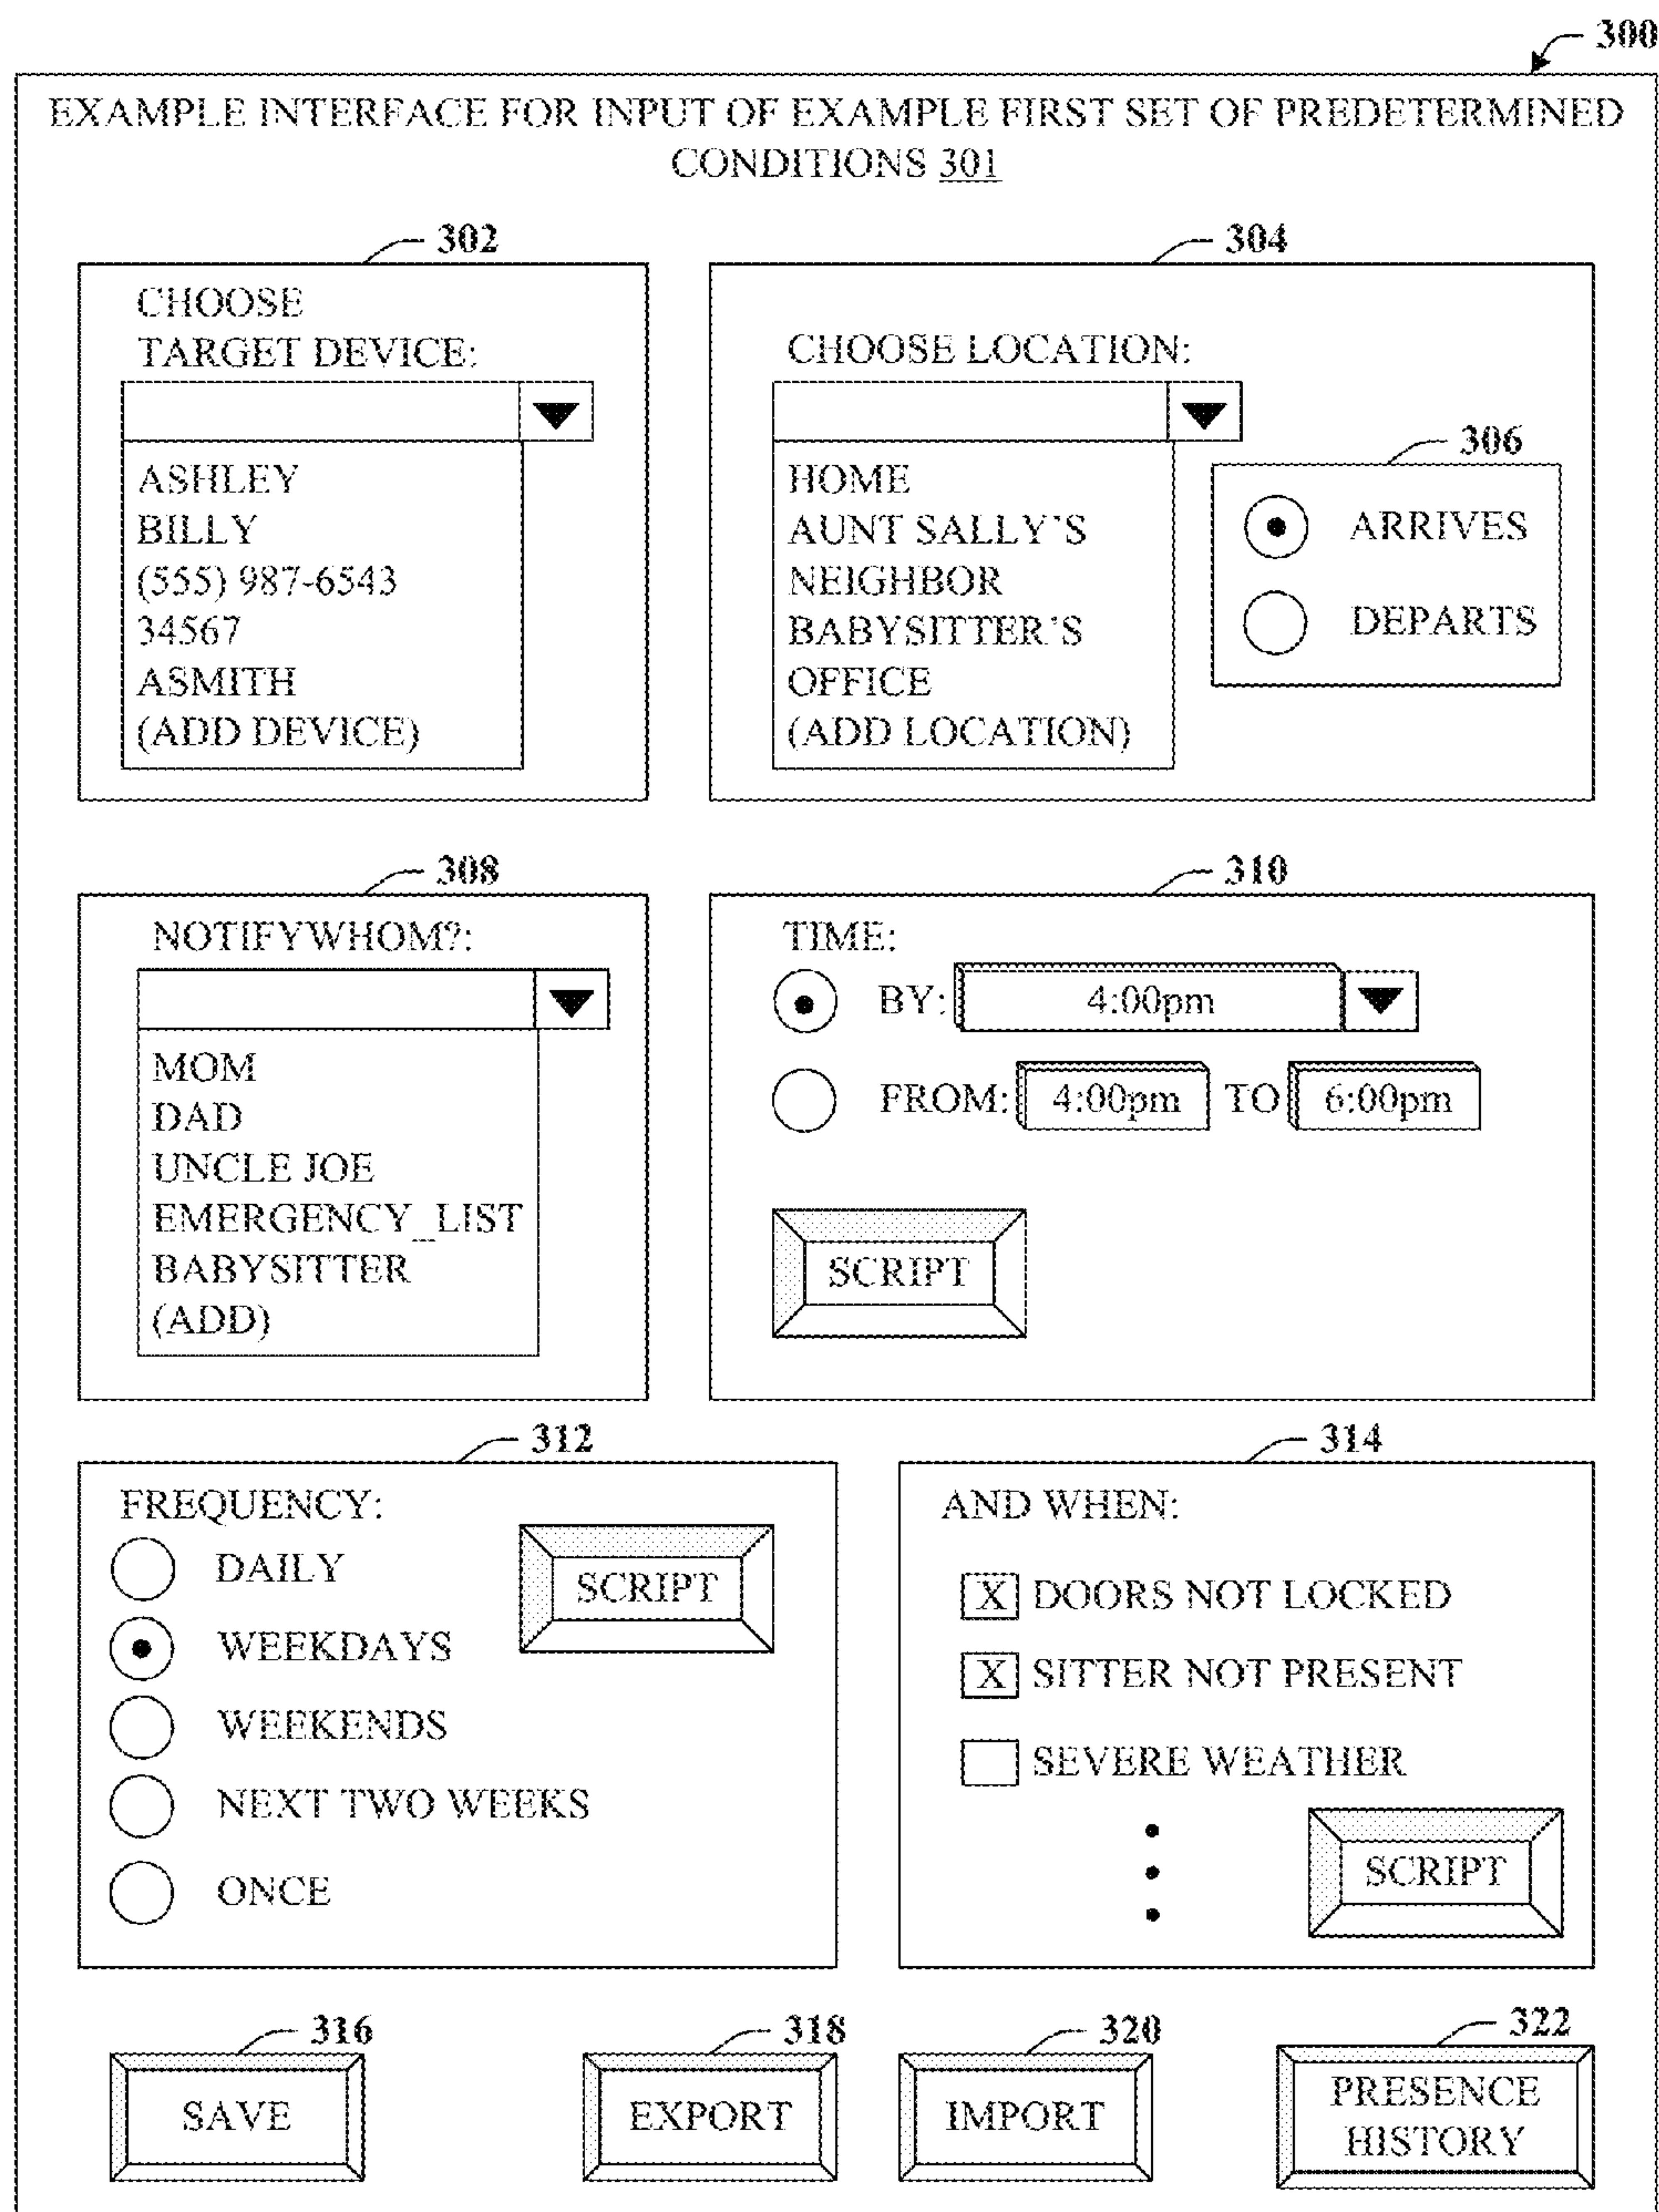 300
EXAMPLE INTERFACE FOR INPUT OF EXAMPLE FIRST SET OF PREDETERMINED
CONDITIONS 301
302
CHOOSE
TARGET DEVICE:
ASHLEY
BILLY
(555) 987-6543
34567
ASMITH
(ADD DEVICE)
304
CHOOSE LOCATION:
HOME
AUNT SALLY'S
NEIGHBOR
BABYSITTER'S
OFFICE
(ADD LOCATION)
306
ARRIVES
DEPARTS
308
NOTIFYWHOM?:
MOM
DAD
UNCLE JOE
EMERGENCY_LIST
BABYSITTER
(ADD)
310
TIME:
BY: 4:00pm
FROM: 4:00pm TO 6:00pm
SCRIPT
312
FREQUENCY:
DAILY
WEEKDAYS
WEEKENDS
NEXT TWO WEEKS
ONCE
SCRIPT
314
AND WHEN:
X DOORS NOT LOCKED
X SITTER NOT PRESENT
SEVERE WEATHER
SCRIPT
316
SAVE
318
EXPORT
320
IMPORT
322
PRESENCE
HISTORY